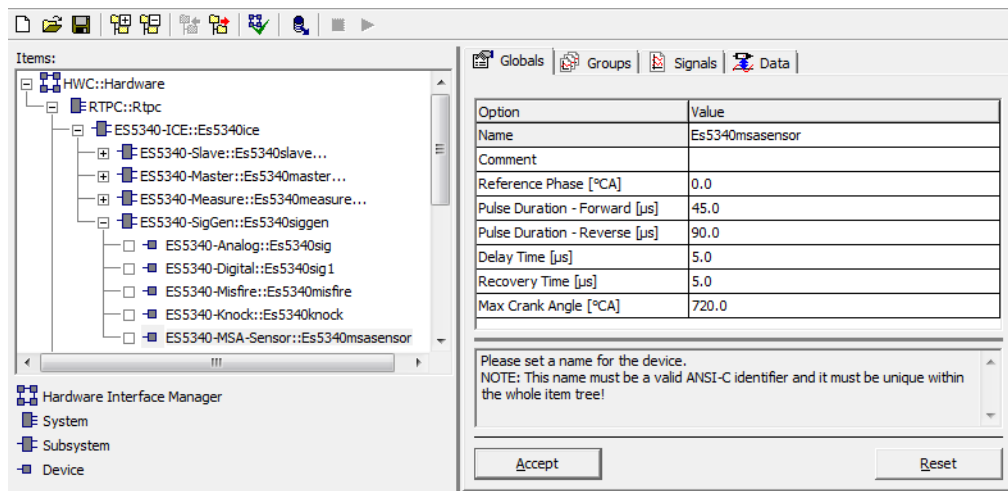 Items:
HWC::Hardware
RTPC::Rtpc
ES5340-ICE::Es5340ice
ES5340-Slave::Es5340slave...
ES5340-Master::Es5340master...
ES5340-Measure::Es5340measure...
ES5340-SigGen::Es5340siggen
ES5340-Analog::Es5340sig
ES5340-Digital::Es5340sig1
ES5340-Misfire::Es5340misfire
ES5340-Knock::Es5340knock
ES5340-MSA-Sensor::Es5340msasensor
Hardware Interface Manager
System
Subsystem
Device
Globals Groups Signals Data
Option Value
Name Es5340msasensor
Comment
Reference Phase [°CA] 0.0
Pulse Duration - Forward [µs] 45.0
Pulse Duration - Reverse [µs] 90.0
Delay Time [µs] 5.0
Recovery Time [µs] 5.0
Max Crank Angle [°CA] 720.0
Please set a name for the device.
NOTE: This name must be a valid ANSI-C identifier and it must be unique within
the whole item tree!
Accept Reset